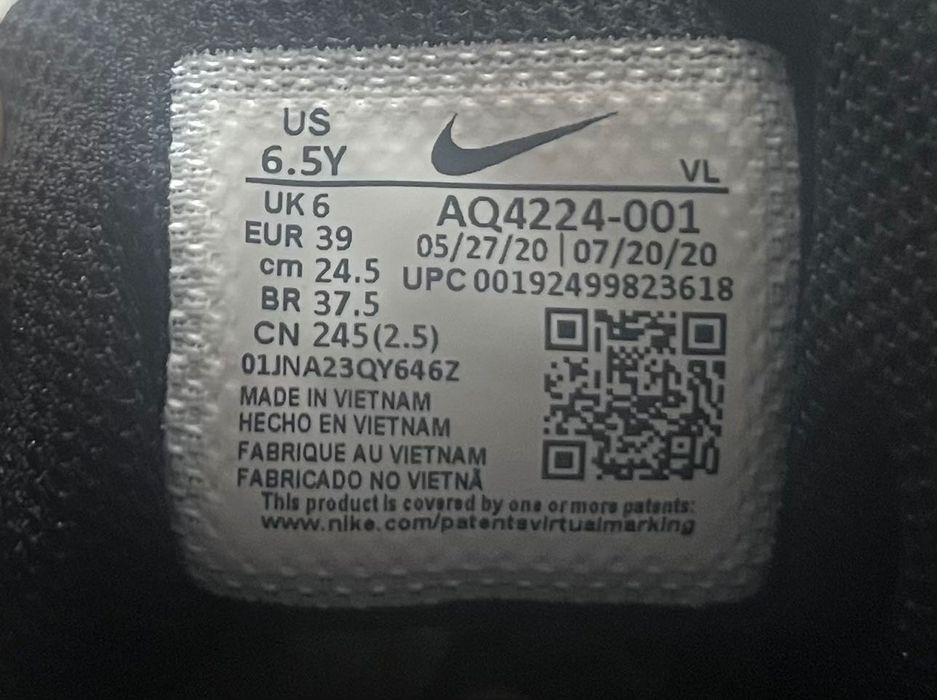 US
6.5Y
VL
UK 6
EUR 39
cm 24.5
BR 37.5
CN 245(2.5)
AQ4224-001
05/27/20 | 07/20/20
UPC 00192499823618
01JNA23QY646Z
MADE IN VIETNAM
HECHO EN VIETNAM
FABRIQUE AU VIETNAM
FABRICADO NO VIETNÃ
This product is covered by one or more patents:
www.nike.com/patentsvirtualmarking